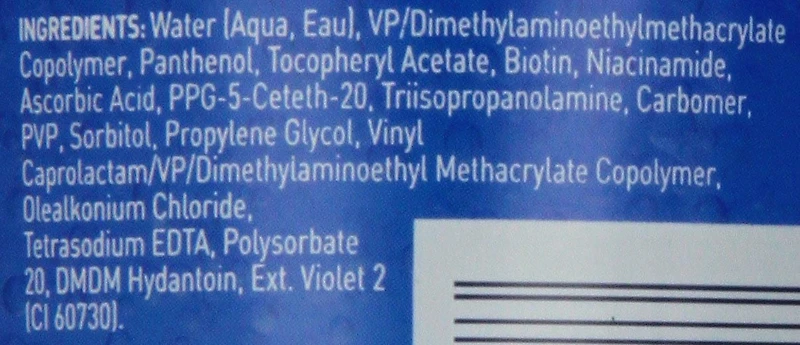 INGREDIENTS: Water (Aqua, Eau), VP/Dimethylaminoethylmethacrylate
Copolymer, Panthenol, Tocopheryl Acetate, Biotin, Niacinamide,
Ascorbic Acid, PPG-5-Ceteth-20, Triisopropanolamine, Carbomer,
PVP, Sorbitol, Propylene Glycol, Vinyl
Caprolactam/VP/Dimethylaminoethyl Methacrylate Copolymer,
Olealkonium Chloride,
Tetrasodium EDTA, Polysorbate
20, DMDM Hydantoin, Ext. Violet 2
(CI 60730).